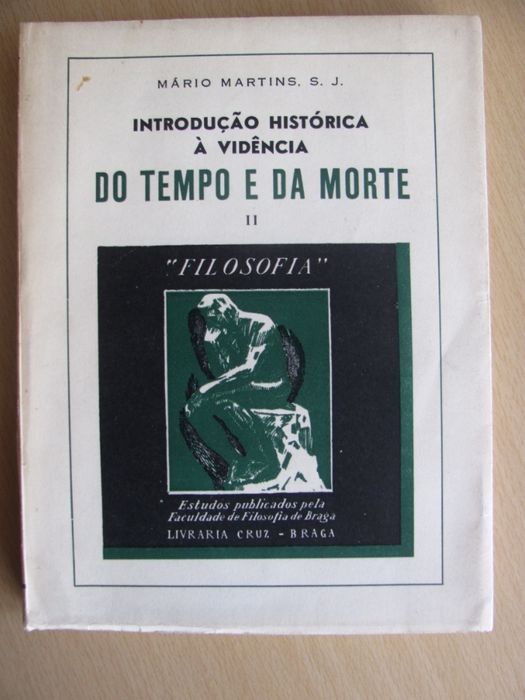 MÁRIO MARTINS, S. J.
INTRODUÇÃO HISTÓRICA
À VIDÊNCIA
DO TEMPO E DA MORTE
II
"FILOSOFIA"
Estudos publicados pela
Faculdade de Filosofia de Braga
LIVRARIA CRUZ - BRAGA